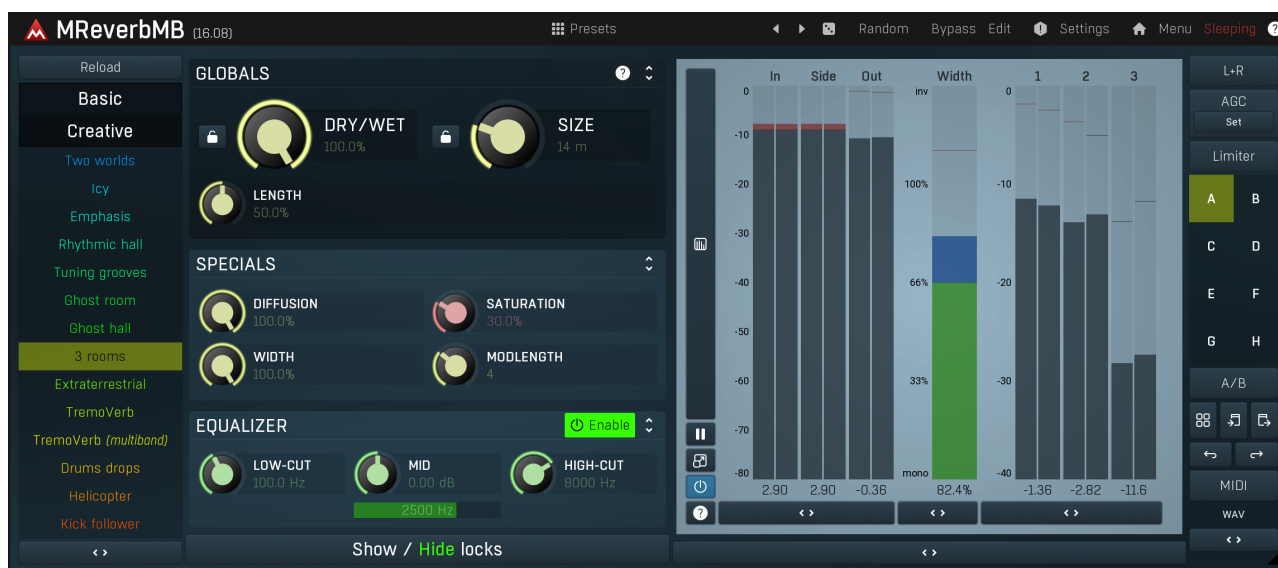 MReverbMB (16.08)
Presets
Random
Bypass
Edit
Settings
Menu
Sleeping
?
Reload
Basic
Creative
Two worlds
Icy
Emphasis
Rhythmic hall
Tuning grooves
Ghost room
Ghost hall
3 rooms
Extraterrestrial
TremoVerb
TremoVerb (multiband)
Drums drops
Helicopter
Kick follower
GLOBALS
?
DRY/WET
100.0%
SIZE
14 m
LENGTH
50.0%
SPECIALS
DIFFUSION
100.0%
SATURATION
30.0%
WIDTH
100.0%
MODLENGTH
4
EQUALIZER
Enable
LOW-CUT
100.0 Hz
MID
0.00 dB
HIGH-CUT
8000 Hz
2500 Hz
Show / Hide locks
?
In Side Out Width 1 2 3
0 inv 0
-10
-20 100% -10
-30
-40 66% -20
-50
-60 33% -30
-70
-80 mono -40
2.90 2.90 -0.36 82.4% -1.36 -2.82 -11.6
L+R
AGC
Set
Limiter
A B
C D
E F
G H
A/B
MIDI
WAV